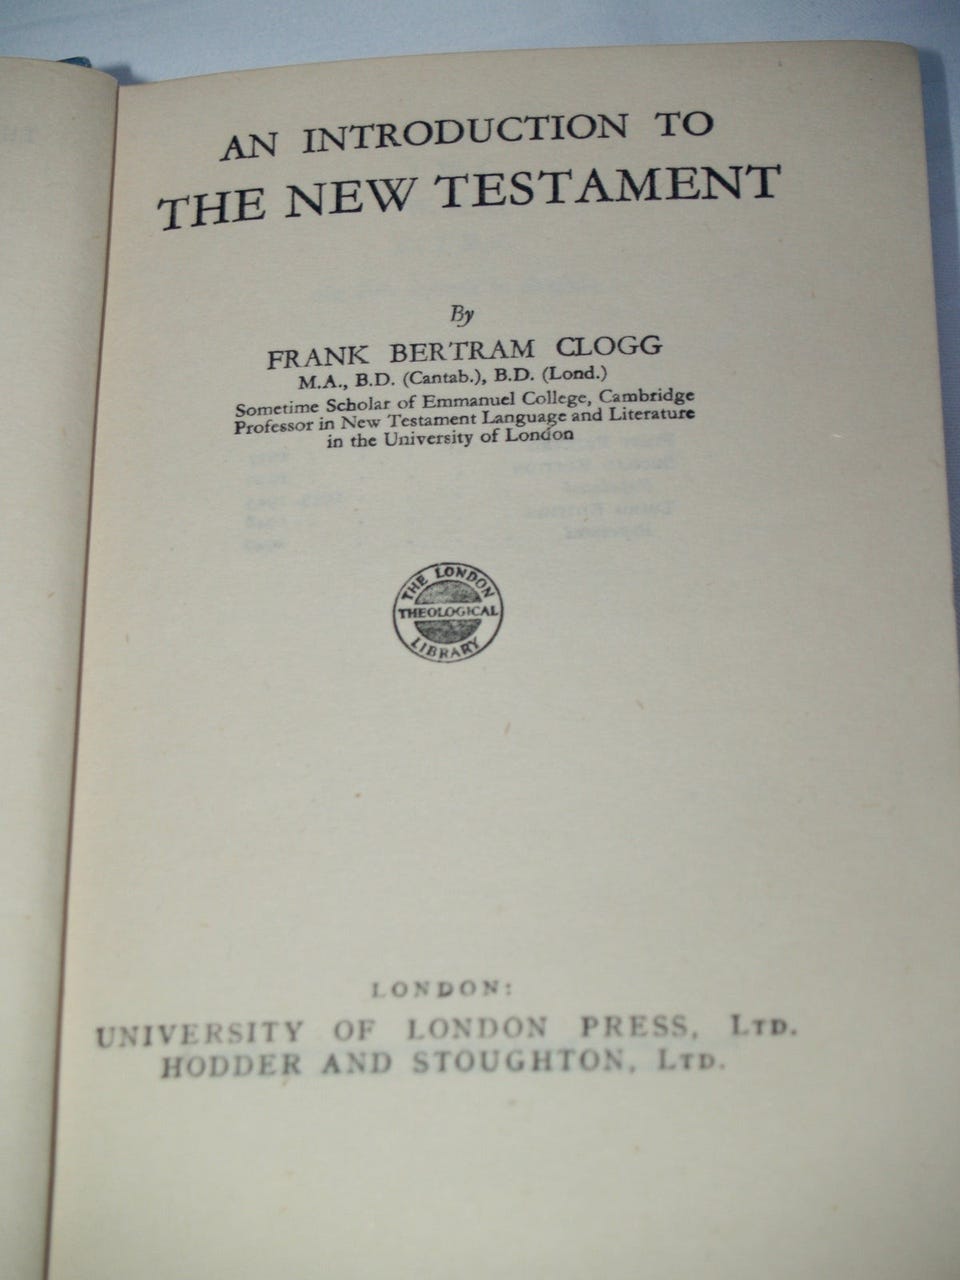 AN INTRODUCTION TO
THE NEW TESTAMENT
By
FRANK BERTRAM CLOGG
M.A., B.D. (Cantab.), B.D. (Lond.)
Sometime Scholar of Emmanuel College, Cambridge
Professor in New Testament Language and Literature
in the University of London
THE LONDON
THEOLOGICAL
LIBRARY
LONDON:
UNIVERSITY OF LONDON PRESS, LTD.
HODDER AND STOUGHTON, LTD.